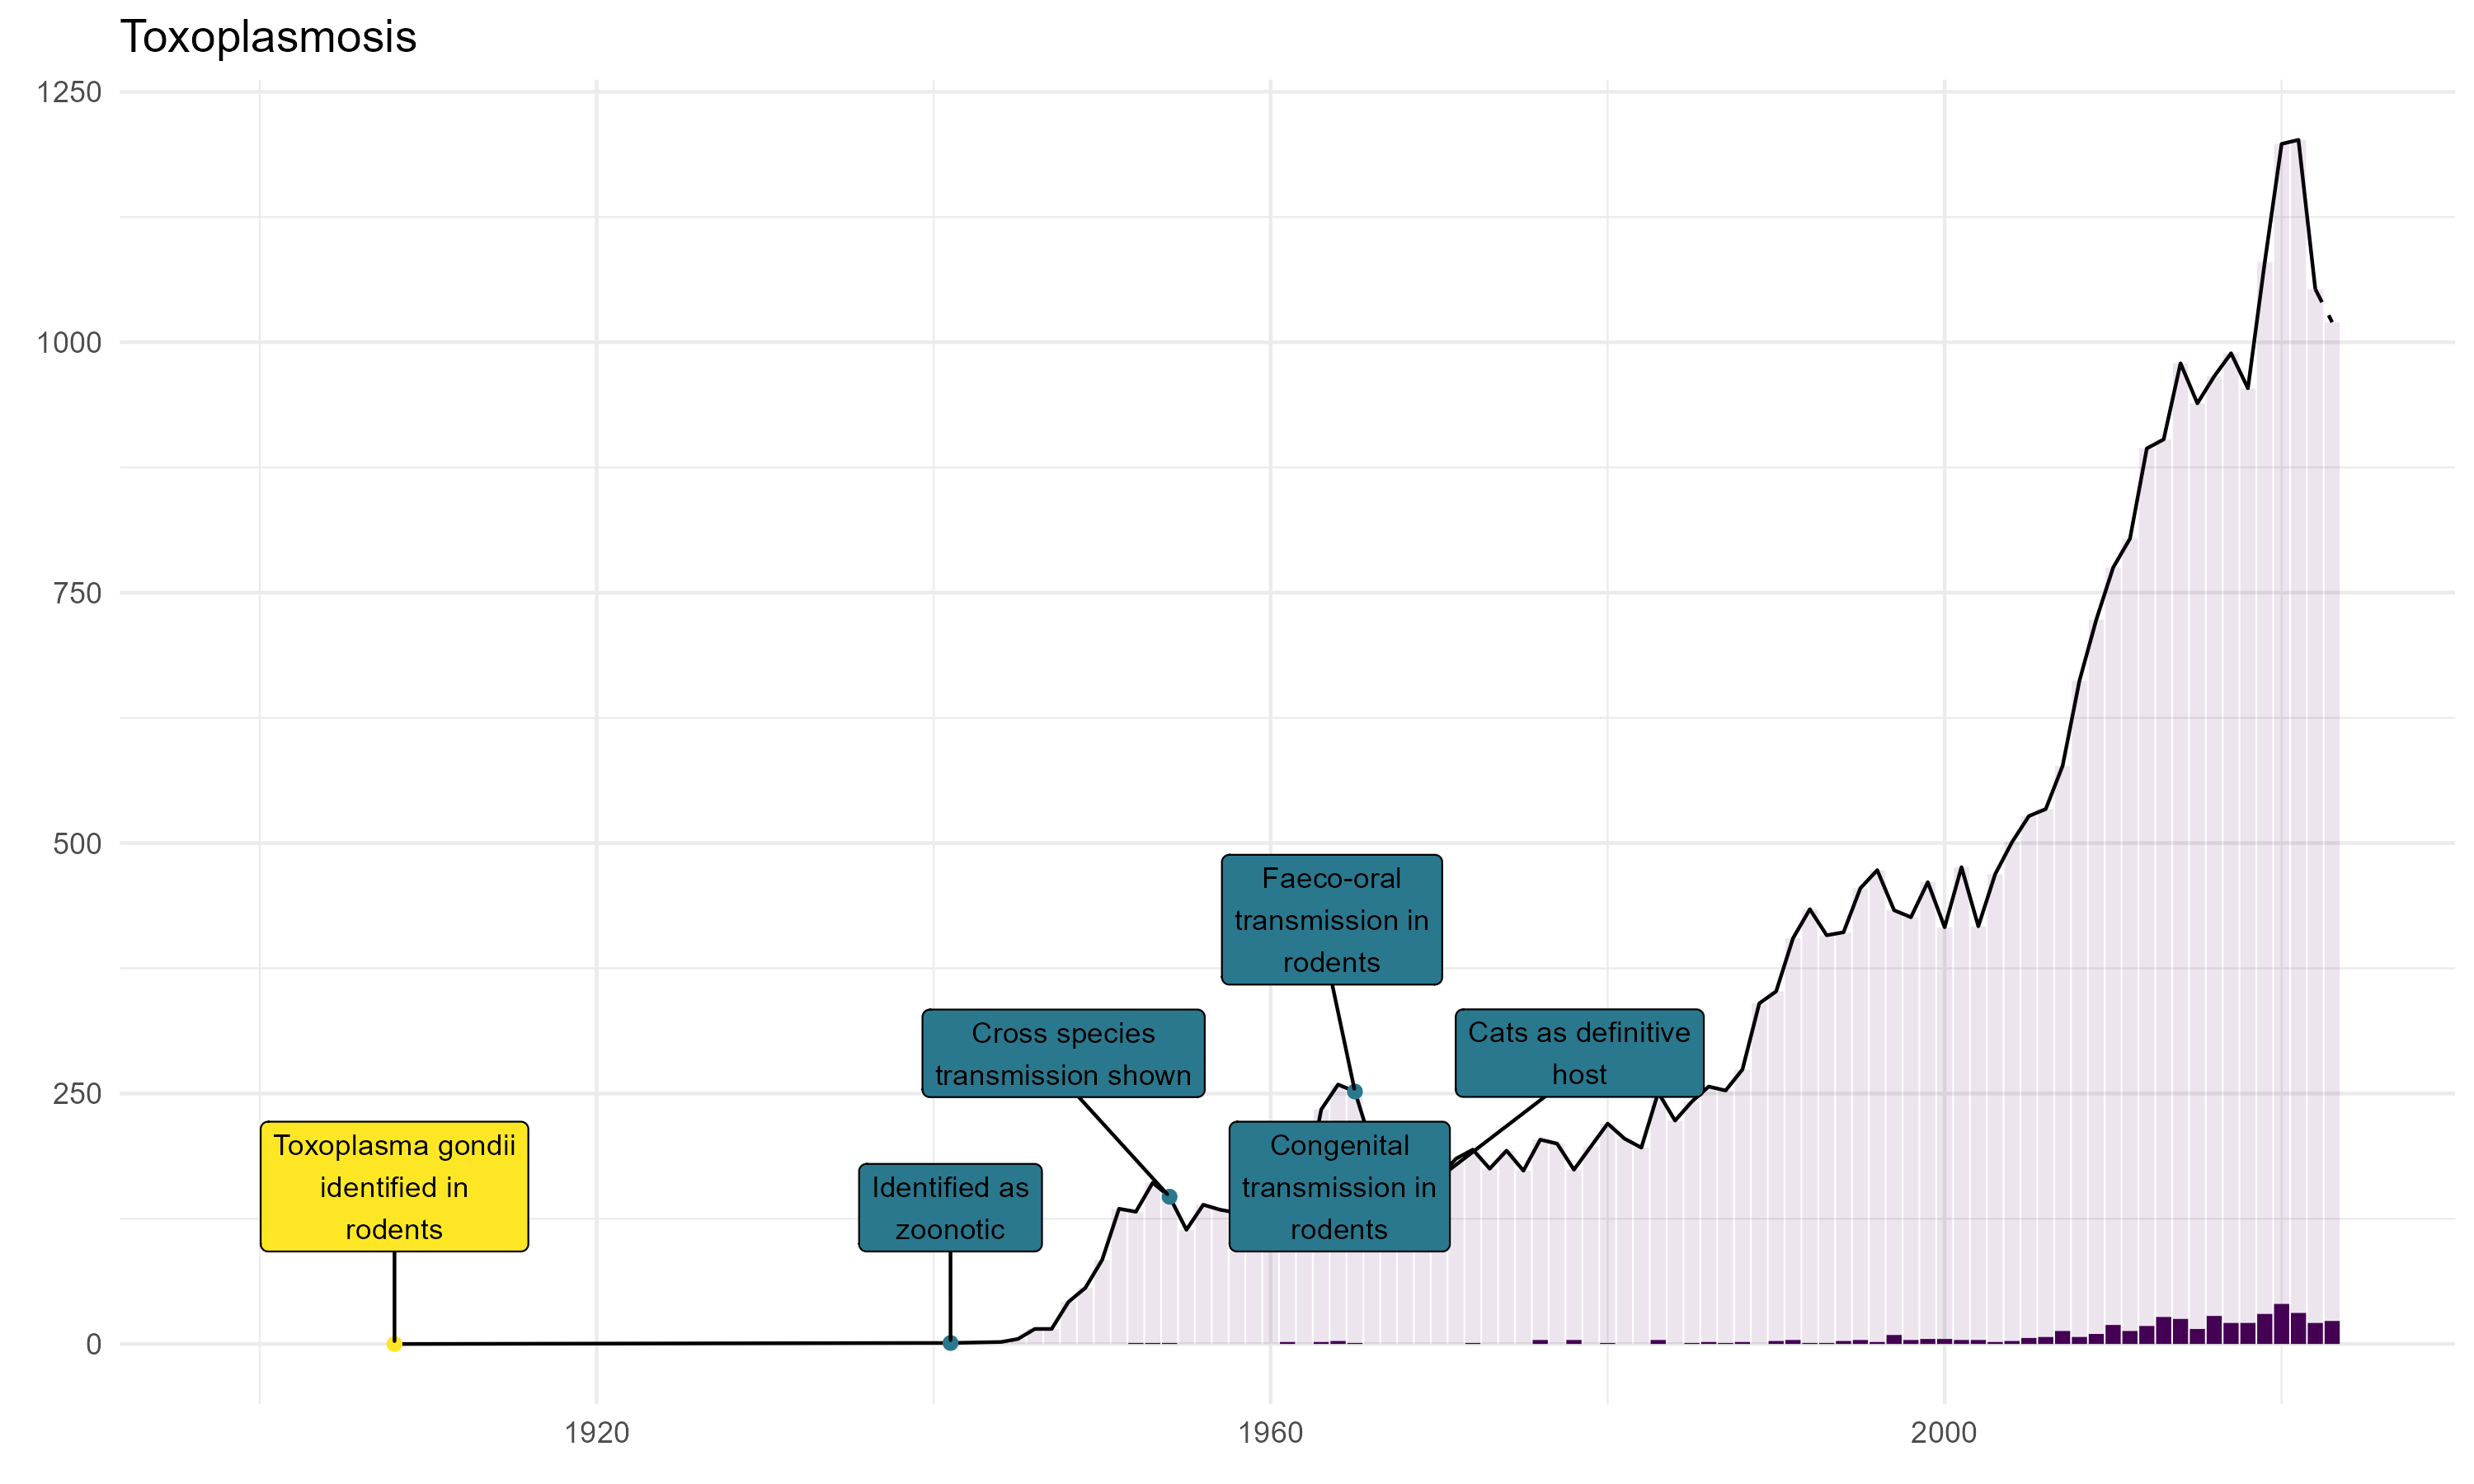 Toxoplasmosis
1250
1000
750
500
250
0
Toxoplasma gondii
identified in
rodents
Identified as
zoonotic
Cross species
transmission shown
Faeco-oral
transmission in
rodents
Congenital
transmission in
rodents
Cats as definitive
host
1920
1960
2000